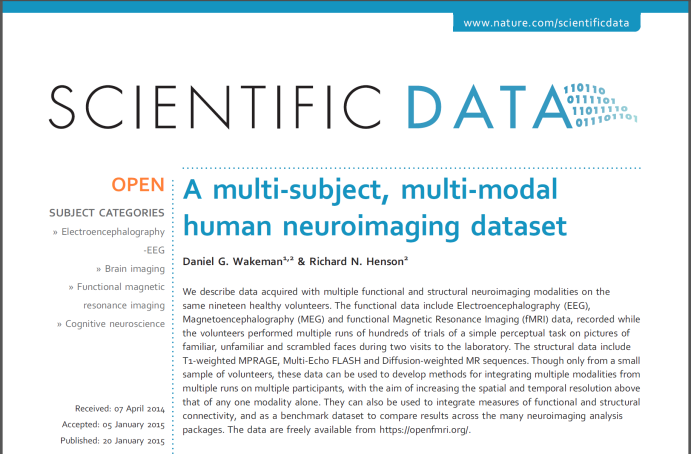 www.nature.com/scientificdata
SCIENTIFIC DATA
110110
0111101
11011110
011101101
OPEN
SUBJECT CATEGORIES
» Electroencephalography
-EEG
» Brain imaging
» Functional magnetic
resonance imaging
» Cognitive neuroscience
Received: 07 April 2014
Accepted: 05 January 2015
Published: 20 January 2015
A multi-subject, multi-modal
human neuroimaging dataset
Daniel G. Wakeman1,2 & Richard N. Henson2
We describe data acquired with multiple functional and structural neuroimaging modalities on the
same nineteen healthy volunteers. The functional data include Electroencephalography (EEG),
Magnetoencephalography (MEG) and functional Magnetic Resonance Imaging (fMRI) data, recorded while
the volunteers performed multiple runs of hundreds of trials of a simple perceptual task on pictures of
familiar, unfamiliar and scrambled faces during two visits to the laboratory. The structural data include
T1-weighted MPRAGE, Multi-Echo FLASH and Diffusion-weighted MR sequences. Though only from a small
sample of volunteers, these data can be used to develop methods for integrating multiple modalities from
multiple runs on multiple participants, with the aim of increasing the spatial and temporal resolution above
that of any one modality alone. They can also be used to integrate measures of functional and structural
connectivity, and as a benchmark dataset to compare results across the many neuroimaging analysis
packages. The data are freely available from https://openfmri.org/.